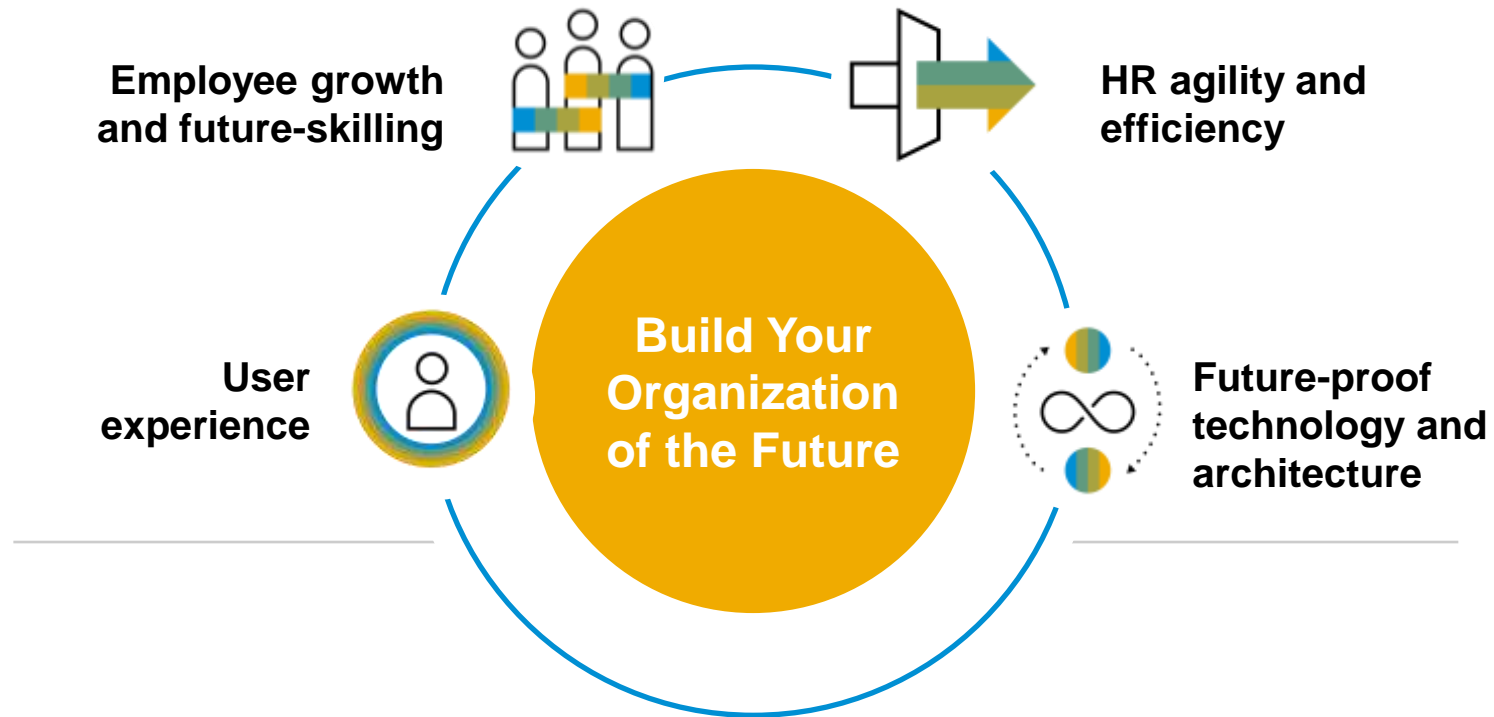 Employee growth
and future-skilling
HR agility and
efficiency
User
experience
Build Your
Organization
of the Future
Future-proof
technology and
architecture